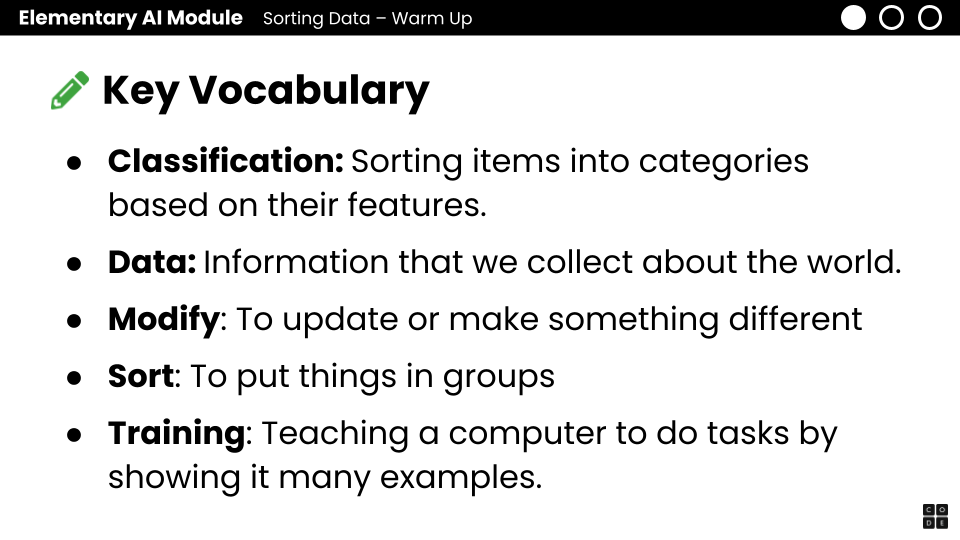 Elementary AI Module Sorting Data – Warm Up
Key Vocabulary
● Classification: Sorting items into categories
based on their features.
● Data: Information that we collect about the world.
● Modify: To update or make something different
● Sort: To put things in groups
● Training: Teaching a computer to do tasks by
showing it many examples.
C O
D E